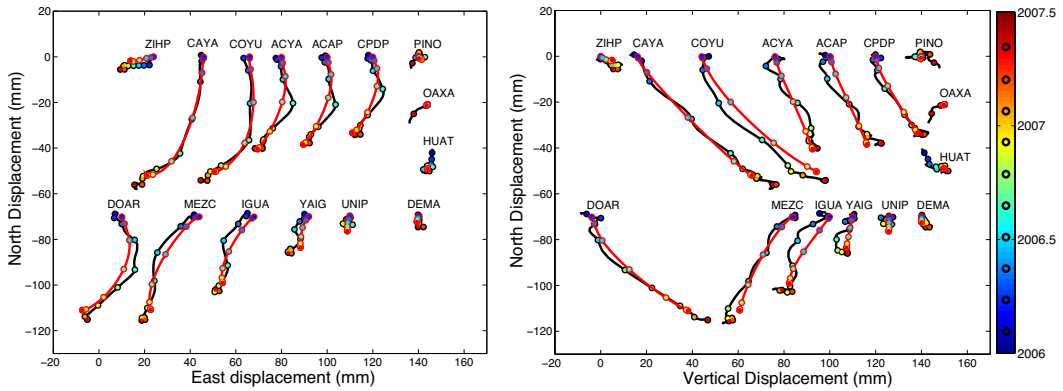 ZIHP CAYA COYU ACYA ACAP CPDP PINO
OAXA
HUAT
DOAR MEZC IGUA YAIG UNIP DEMA
0
−20
−40
−60
−80
−100
−120
North Displacement (mm)
−20 0 20 40 60 80 100 120 140 160
East displacement (mm)
ZIHP CAYA COYU ACYA ACAP CPDP PINO
OAXA
HUAT
DOAR MEZC IGUA YAIG UNIP DEMA
20
0
−20
−40
−60
−80
−100
−120
North Displacement (mm)
−20 0 20 40 60 80 100 120 140 160
Vertical Displacement (mm)
2007.5
2007
2006.5
2006